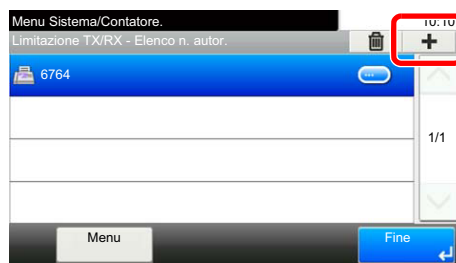 Menu Sistema/Contatore. 10:10
Limitazione TX/RX - Elenco n. autor.
6764
1/1
Menu
Fine